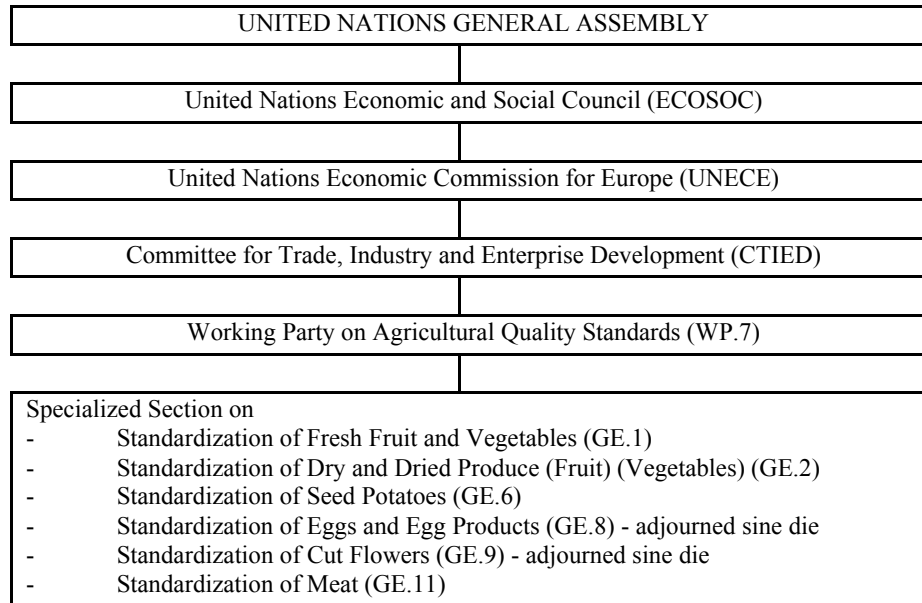 UNITED NATIONS GENERAL ASSEMBLY
United Nations Economic and Social Council (ECOSOC)
United Nations Economic Commission for Europe (UNECE)
Committee for Trade, Industry and Enterprise Development (CTIED)
Working Party on Agricultural Quality Standards (WP.7)
Specialized Section on
- Standardization of Fresh Fruit and Vegetables (GE.1)
- Standardization of Dry and Dried Produce (Fruit) (Vegetables) (GE.2)
- Standardization of Seed Potatoes (GE.6)
- Standardization of Eggs and Egg Products (GE.8) - adjourned sine die
- Standardization of Cut Flowers (GE.9) - adjourned sine die
- Standardization of Meat (GE.11)